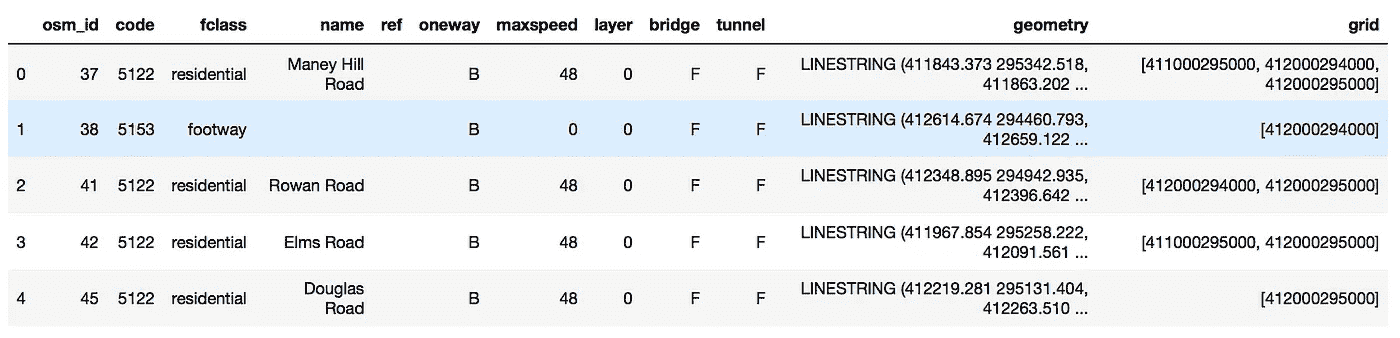 osm_id code fclass name ref oneway maxspeed layer bridge tunnel geometry grid
0 37 5122 residential Maney Hill Road B 48 0 F F LINESTRING (411843.373 295342.518, 411863.202 ... [411000295000, 412000294000, 412000295000]
1 38 5153 footway B 0 0 F F LINESTRING (412614.674 294460.793, 412659.122 ... [412000294000]
2 41 5122 residential Rowan Road B 48 0 F F LINESTRING (412348.895 294942.935, 412396.642 ... [412000294000, 412000295000]
3 42 5122 residential Elms Road B 48 0 F F LINESTRING (411967.854 295258.222, 412091.561 ... [411000295000, 412000295000]
4 45 5122 residential Douglas Road B 48 0 F F LINESTRING (412219.281 295131.404, 412263.510 ... [412000295000]